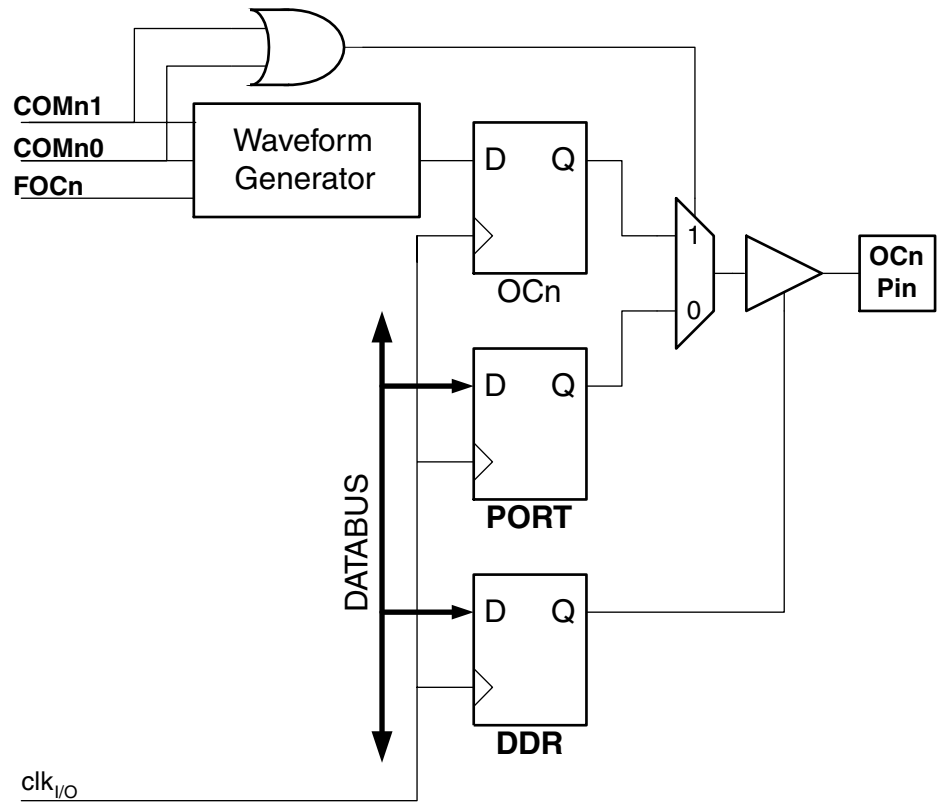 COMn1
COMn0
FOCn
Waveform
Generator
D Q
OCn
1
0
OCn
Pin
D Q
PORT
DATABUS
D Q
DDR
clkI/O